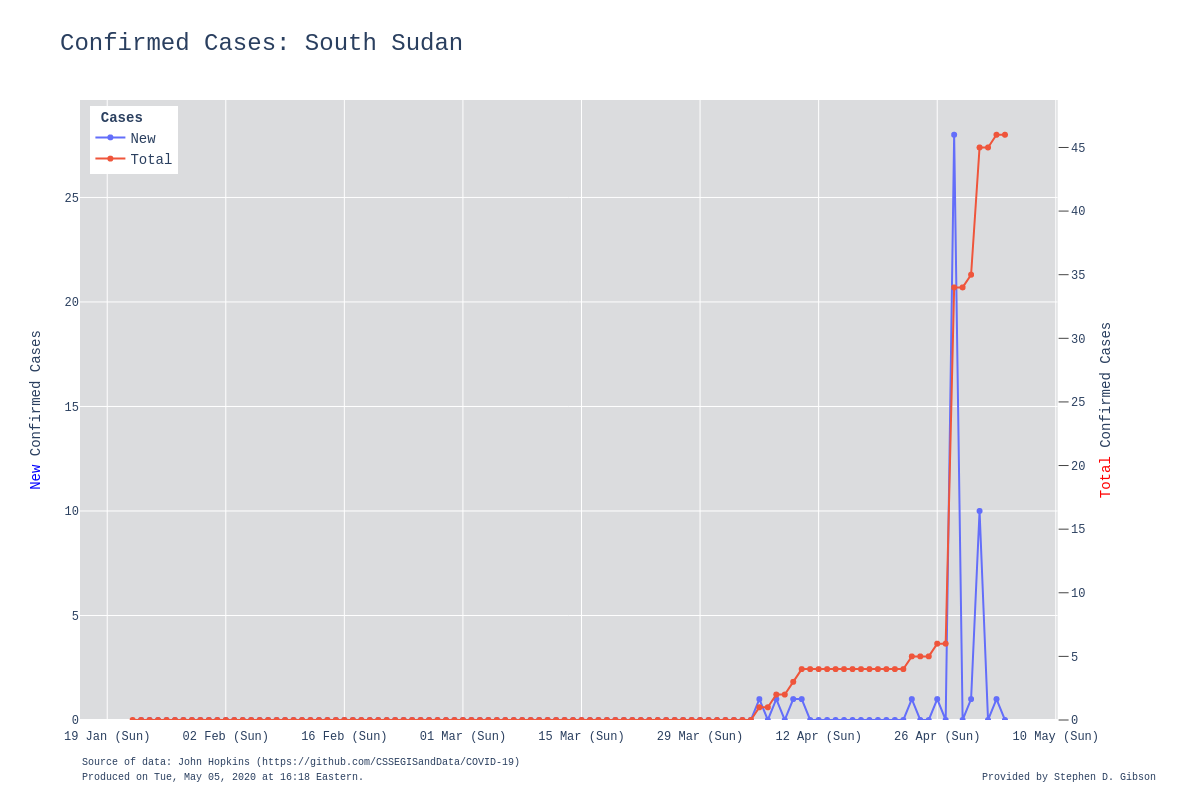 Confirmed Cases: South Sudan
Cases
New
Total
25
20
15
10
5
0
New Confirmed Cases
45
40
35
30
25
20
15
10
5
0
Total Confirmed Cases
19 Jan (Sun) 02 Feb (Sun) 16 Feb (Sun) 01 Mar (Sun) 15 Mar (Sun) 29 Mar (Sun) 12 Apr (Sun) 26 Apr (Sun) 10 May (Sun)
Source of data: John Hopkins (https://github.com/CSSEGISandData/COVID-19)
Produced on Tue, May 05, 2020 at 16:18 Eastern.
Provided by Stephen D. Gibson